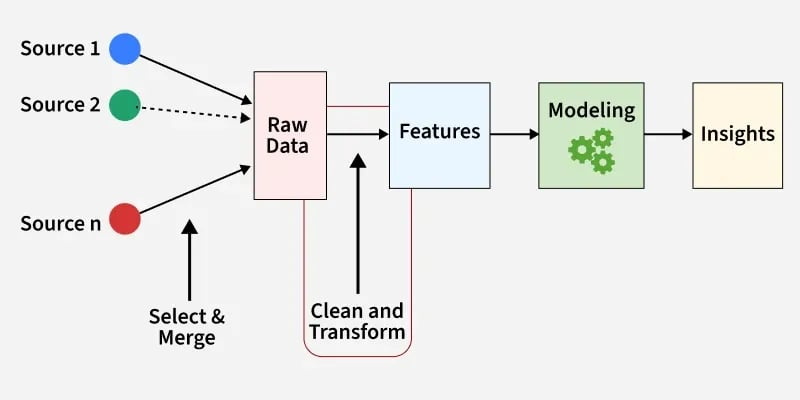 Source 1
Source 2
Source n
Select &
Merge
Raw
Data
Clean and
Transform
Features
Modeling
Insights